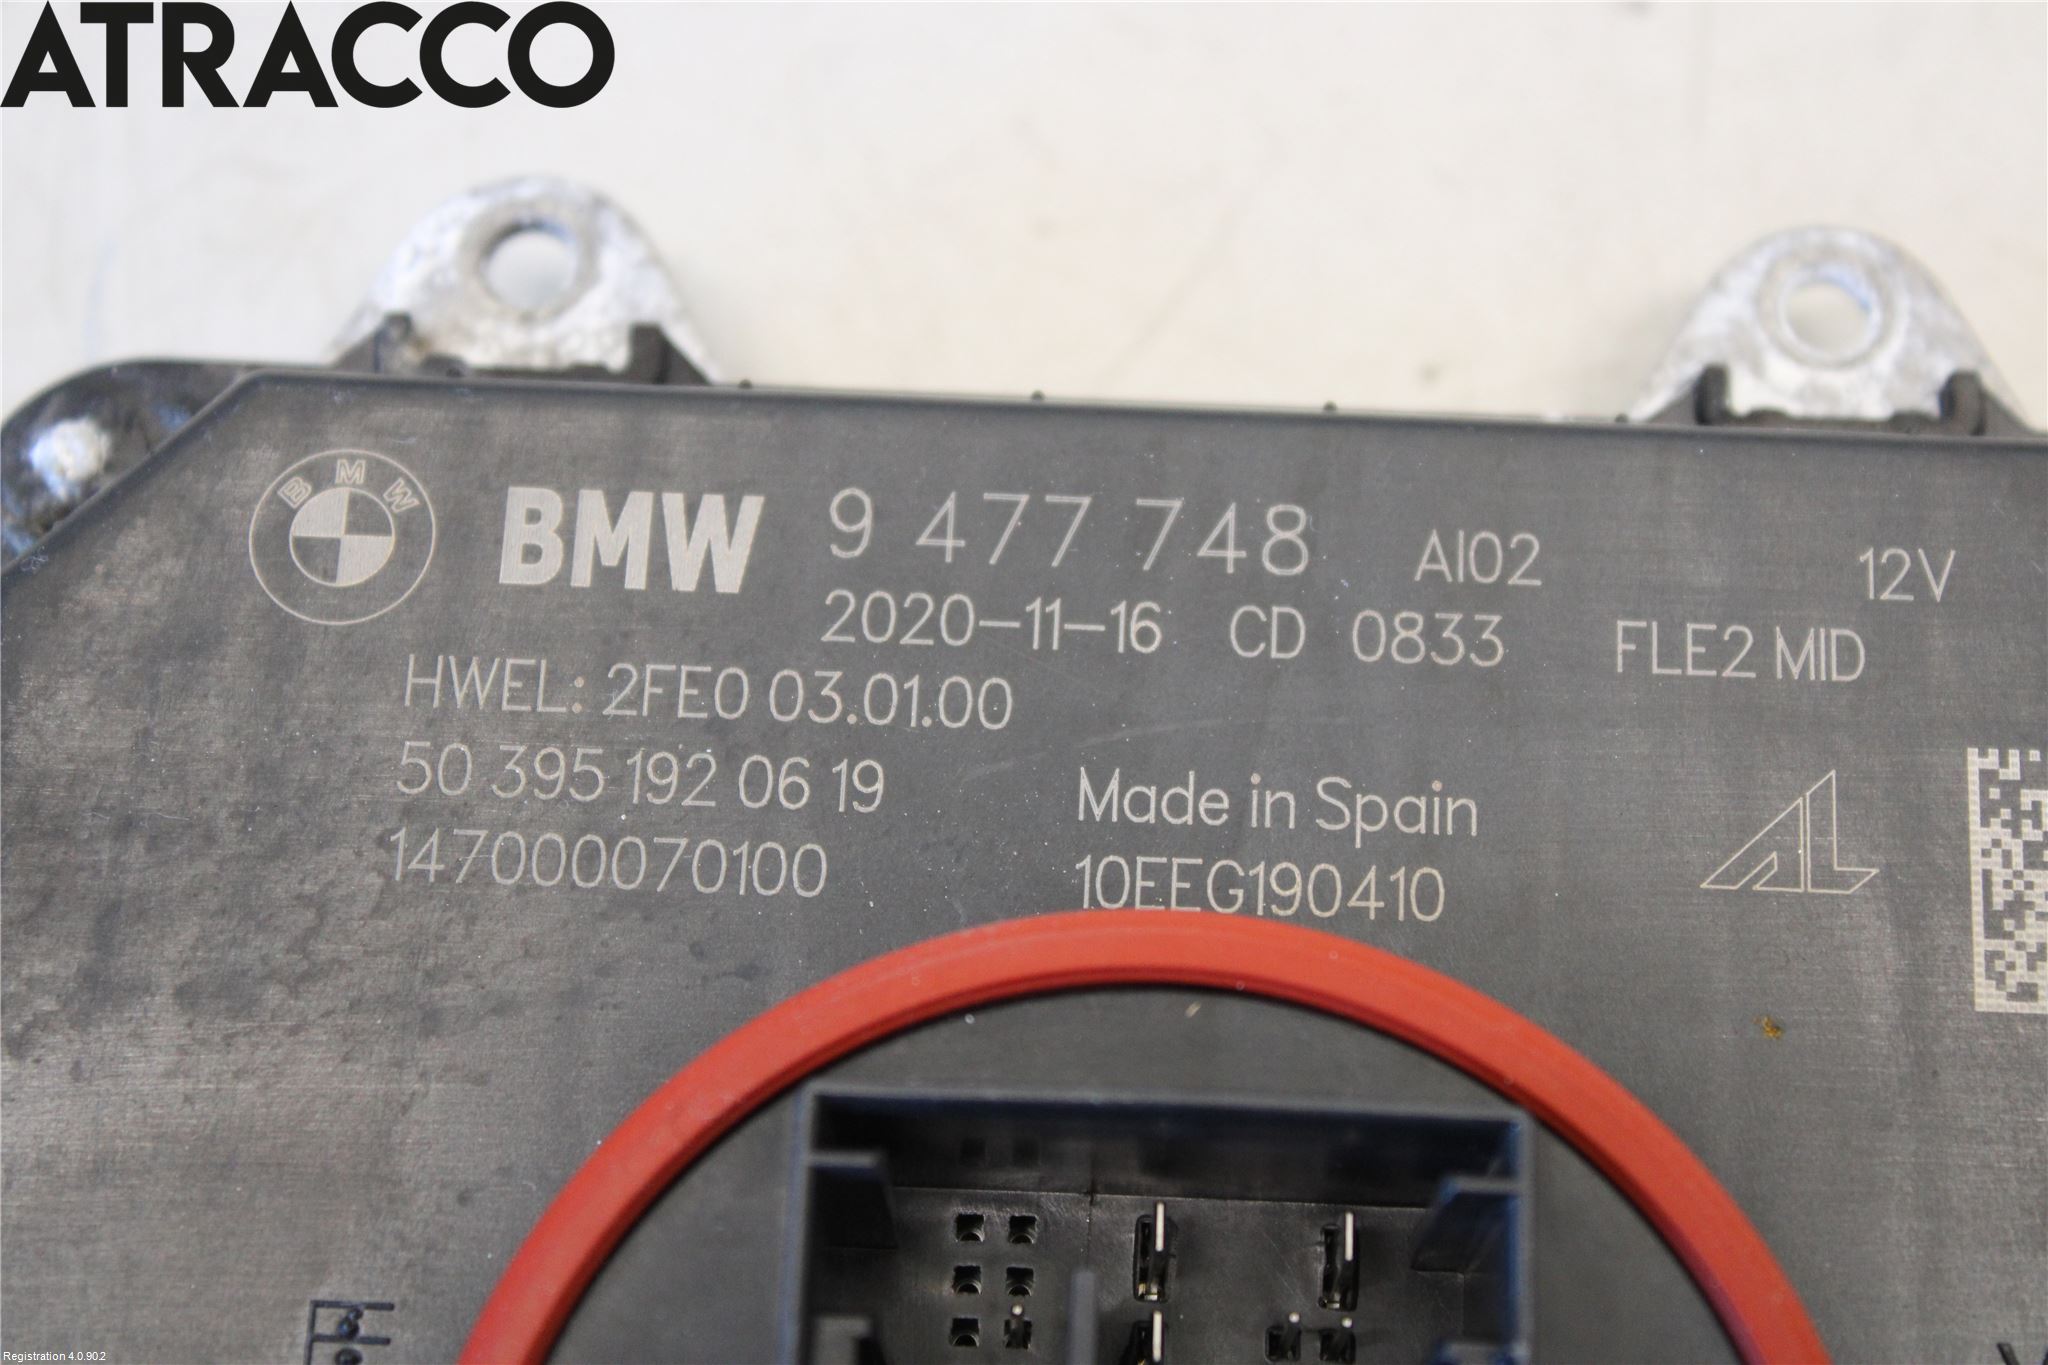 ATRACCO
BMW
BMW 9 477 748 AI02 12V
2020-11-16 CD 0833 FLE2 MID
HWEL: 2FE0 03.01.00
50 395 192 06 19
Made in Spain
AL
147000070100
10EEG190410
Registration 4.0.902